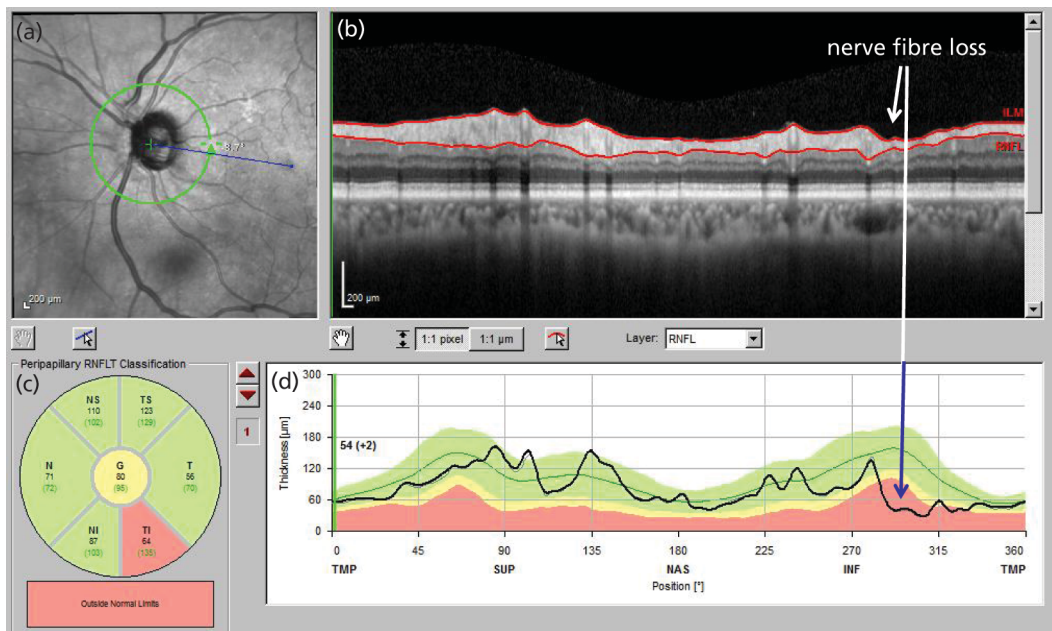 (a)
8.7°
200 µm
(b)
nerve fibre loss
ILM
RNFL
200 µm
1:1 pixel 1:1 µm Layer: RNFL
Peripapillary RNFLT Classification
(c)
NS
110
(102)
TS
123
(129)
N
71
(72)
G
80
(98)
T
56
(70)
NI
87
(103)
TI
54
(135)
Outside Normal Limits
1
(d)
Thickness [µm]
300
240
180
120
60
0
54 (+2)
0 45 90 135 180 225 270 315 360
TMP SUP NAS INF TMP
Position [°]